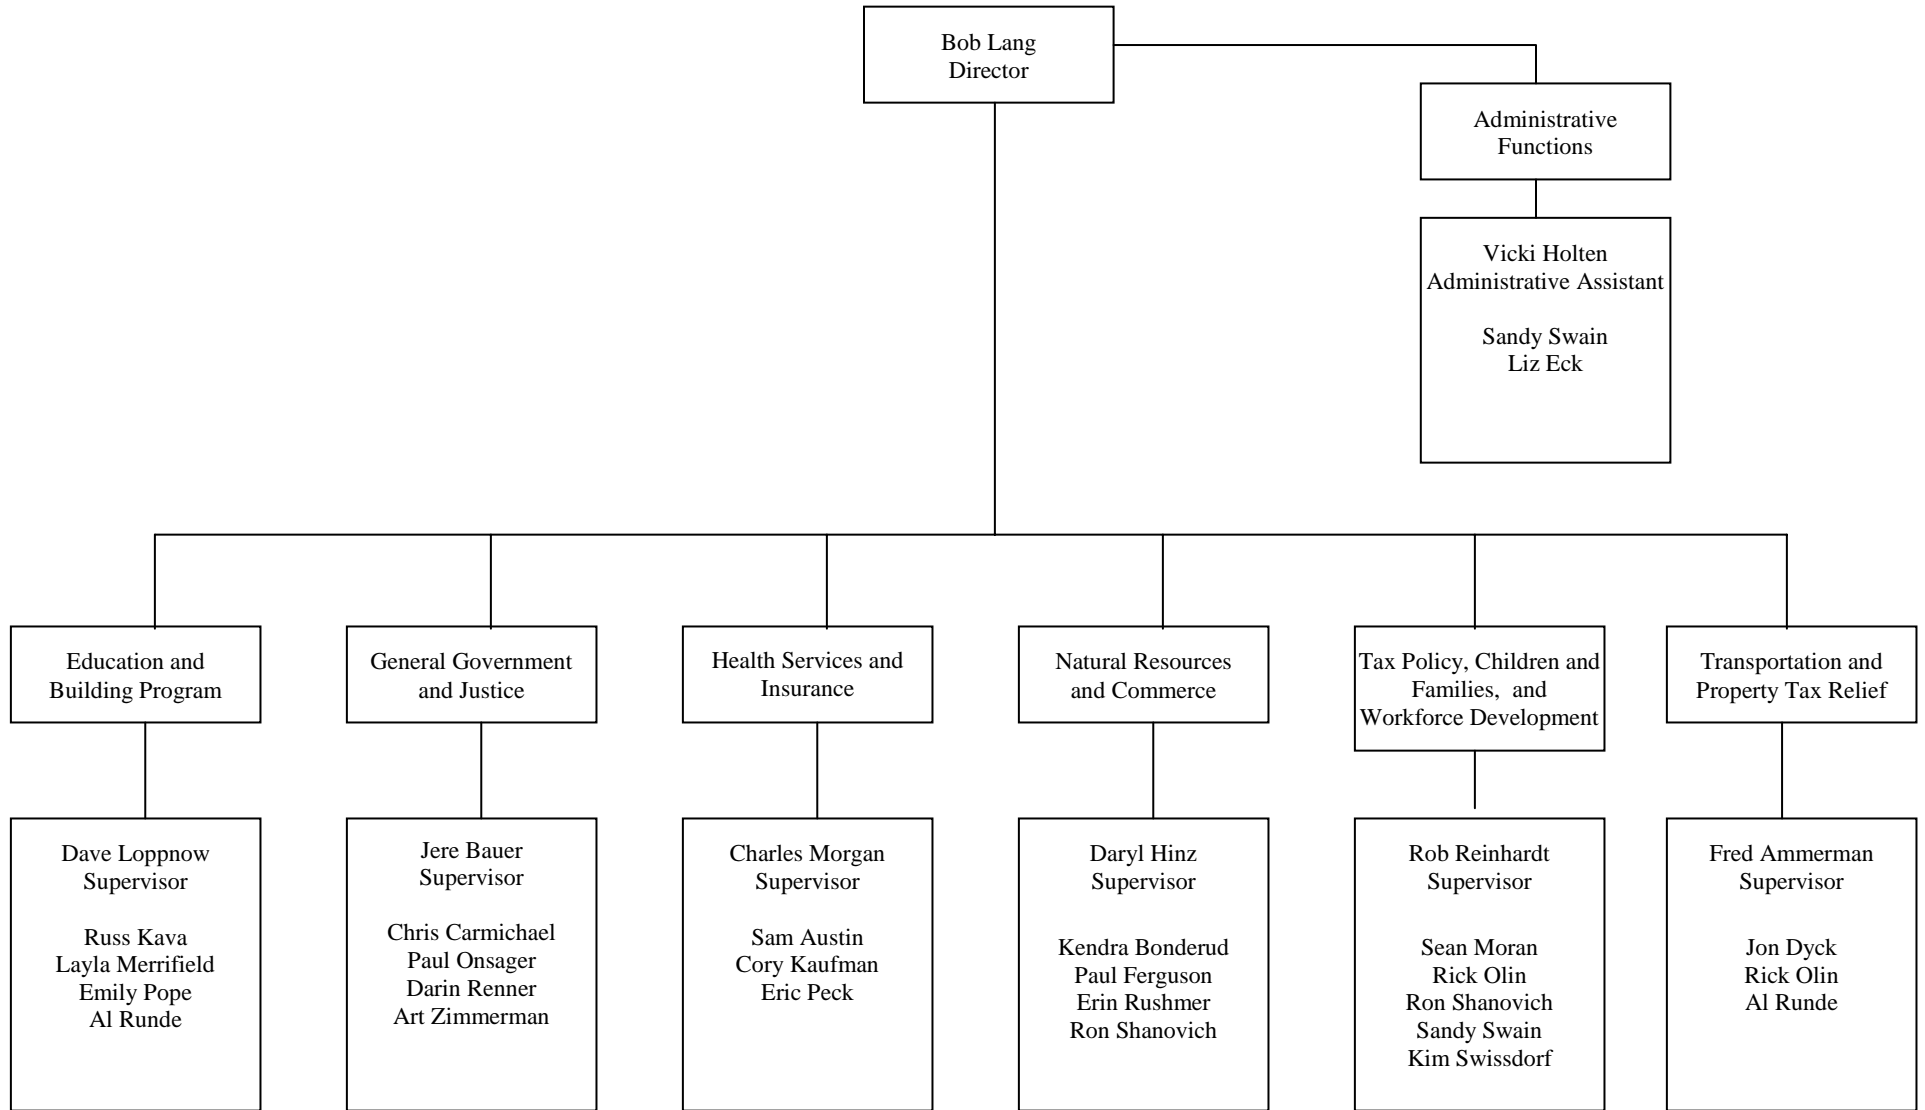 Bob Lang
Director
Administrative
Functions
Vicki Holten
Administrative Assistant
Sandy Swain
Liz Eck
Education and
Building Program
General Government
and Justice
Health Services and
Insurance
Natural Resources
and Commerce
Tax Policy, Children and
Families, and
Workforce Development
Transportation and
Property Tax Relief
Dave Loppnow
Supervisor
Russ Kava
Layla Merrifield
Emily Pope
Al Runde
Jere Bauer
Supervisor
Chris Carmichael
Paul Onsager
Darin Renner
Art Zimmerman
Charles Morgan
Supervisor
Sam Austin
Cory Kaufman
Eric Peck
Daryl Hinz
Supervisor
Kendra Bonderud
Paul Ferguson
Erin Rushmer
Ron Shanovich
Rob Reinhardt
Supervisor
Sean Moran
Rick Olin
Ron Shanovich
Sandy Swain
Kim Swissdorf
Fred Ammerman
Supervisor
Jon Dyck
Rick Olin
Al Runde